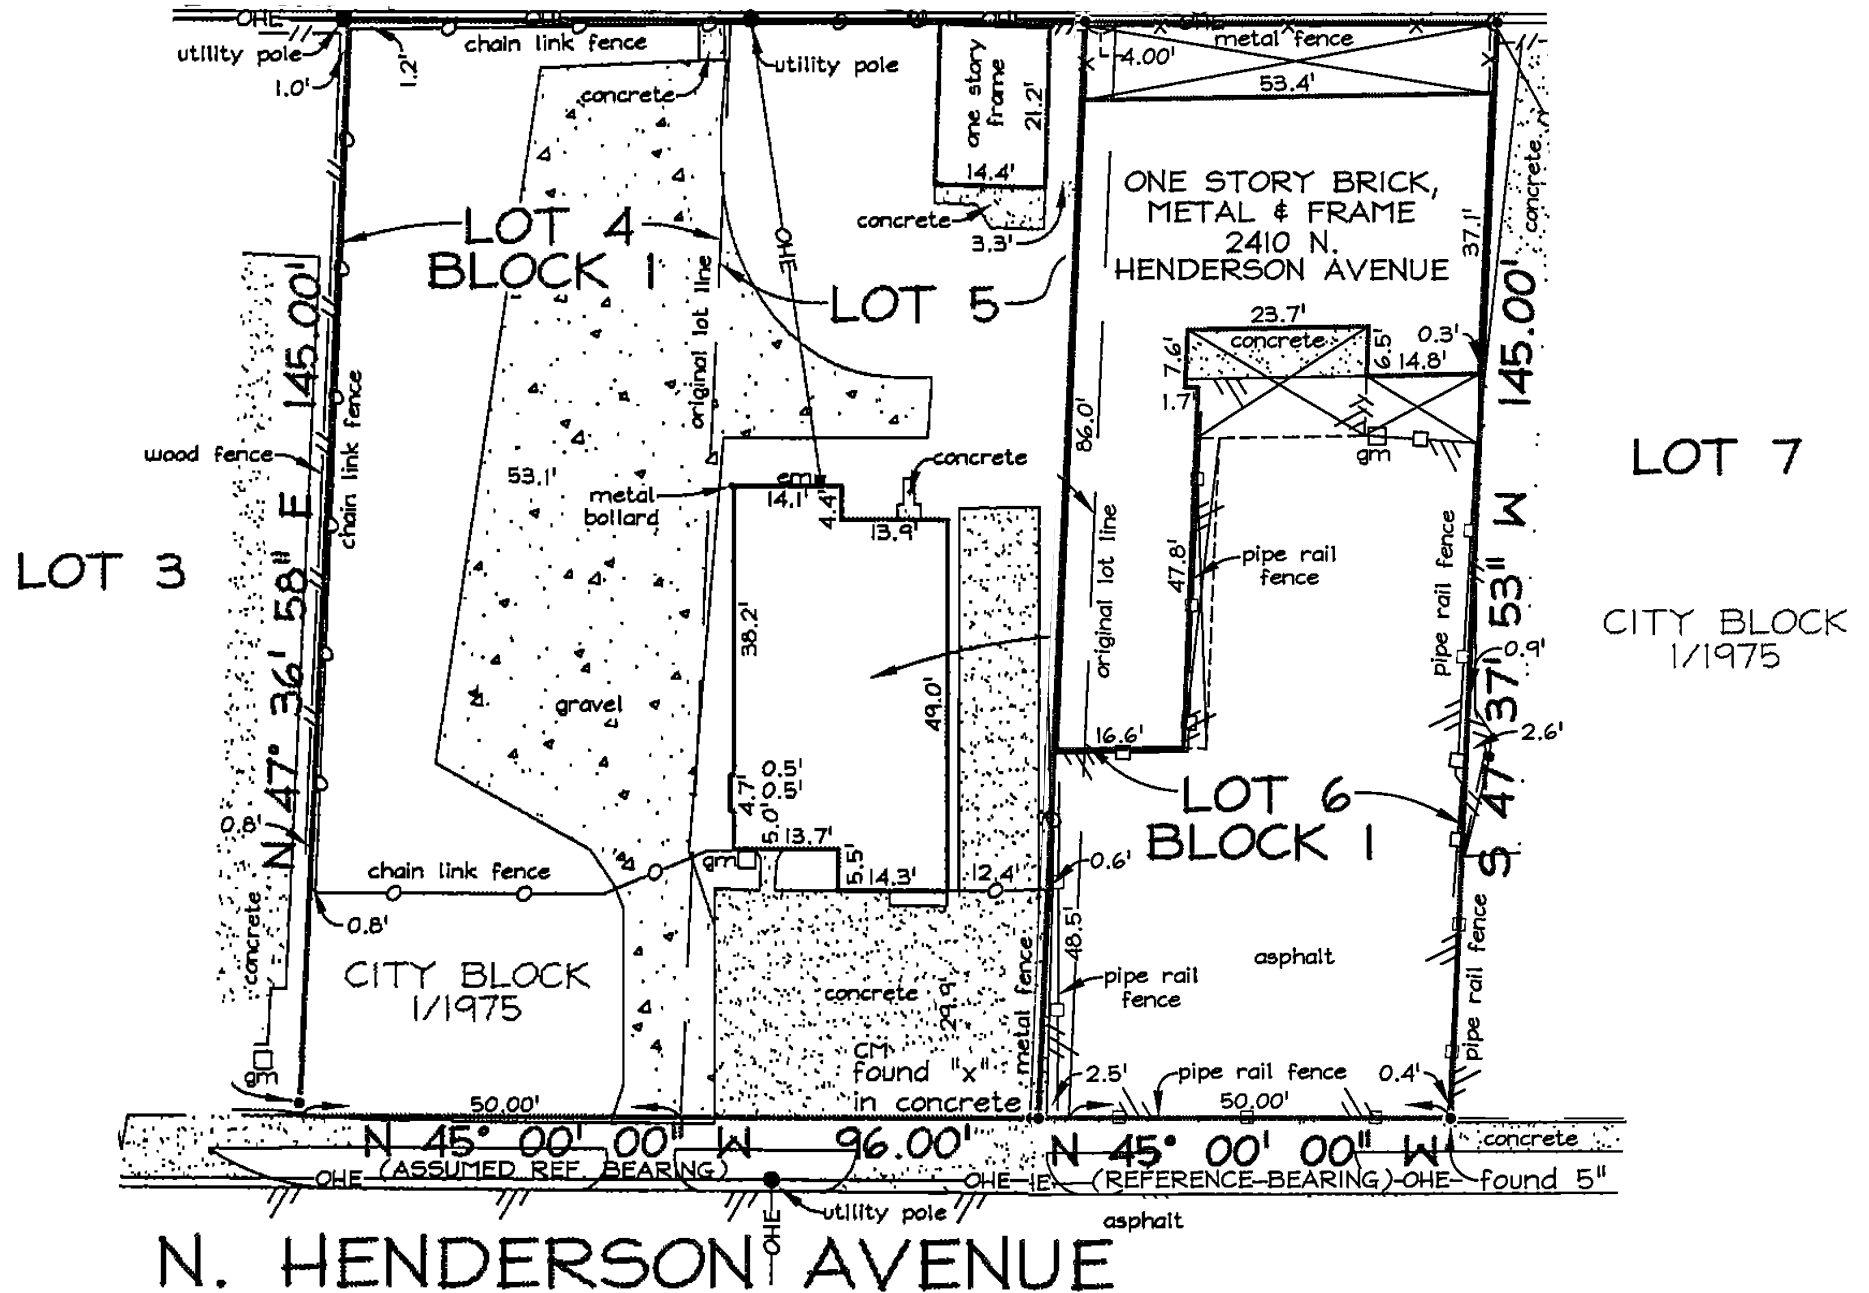 OHE
OHE
OHE
OHE
utility pole
1.0'
1.2'
chain link fence
concrete
utility pole
one story
frame
21.2'
14.4'
concrete
3.3'
4.00'
metal fence
53.4'
concrete
ONE STORY BRICK,
METAL & FRAME
2410 N.
HENDERSON AVENUE
37.1'
LOT 4
BLOCK 1
OHE
original lot line
LOT 5
23.7'
concrete
7.6'
6.5'
0.3'
14.8'
1.7'
145.00'
145.00'
86.0'
wood fence
chain link fence
53.1'
metal
bollard
em
14.1'
4.4'
13.9'
concrete
gm
LOT 7
LOT 3
original lot line
47.8'
pipe rail
fence
pipe rail fence
CITY BLOCK
1/1975
N 47° 36' 58" E
S 47° 37' 53" W
38.2'
49.0'
gravel
0.9'
2.6'
16.6'
LOT 6
BLOCK 1
0.5'
0.5'
4.7'
5.0'
13.7'
gm
5.5'
14.3'
12.4'
0.6'
0.8'
chain link fence
0.8'
concrete
CITY BLOCK
1/1975
concrete
29.9'
metal fence
48.5'
pipe rail
fence
asphalt
pipe rail fence
gm
CM
found "x"
in concrete
2.5'
pipe rail fence
0.4'
50.00'
50.00'
N 45° 00' 00" W 96.00'
(ASSUMED REF. BEARING)
N 45° 00' 00" W
(REFERENCE BEARING)
concrete
OHE
OHE
OHE
found 5"
utility pole
OHE
asphalt
N. HENDERSON AVENUE